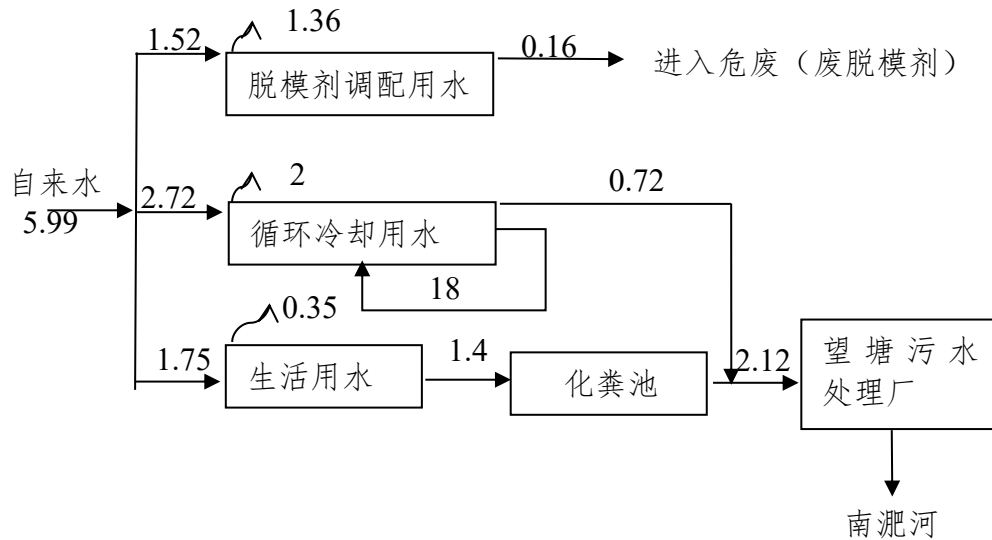 1.52
1.36
0.16
脱模剂调配用水
进入危废（废脱模剂）
自来水
5.99
2.72
2
0.72
循环冷却用水
18
0.35
1.75
生活用水
1.4
化粪池
2.12
望塘污水
处理厂
南淝河